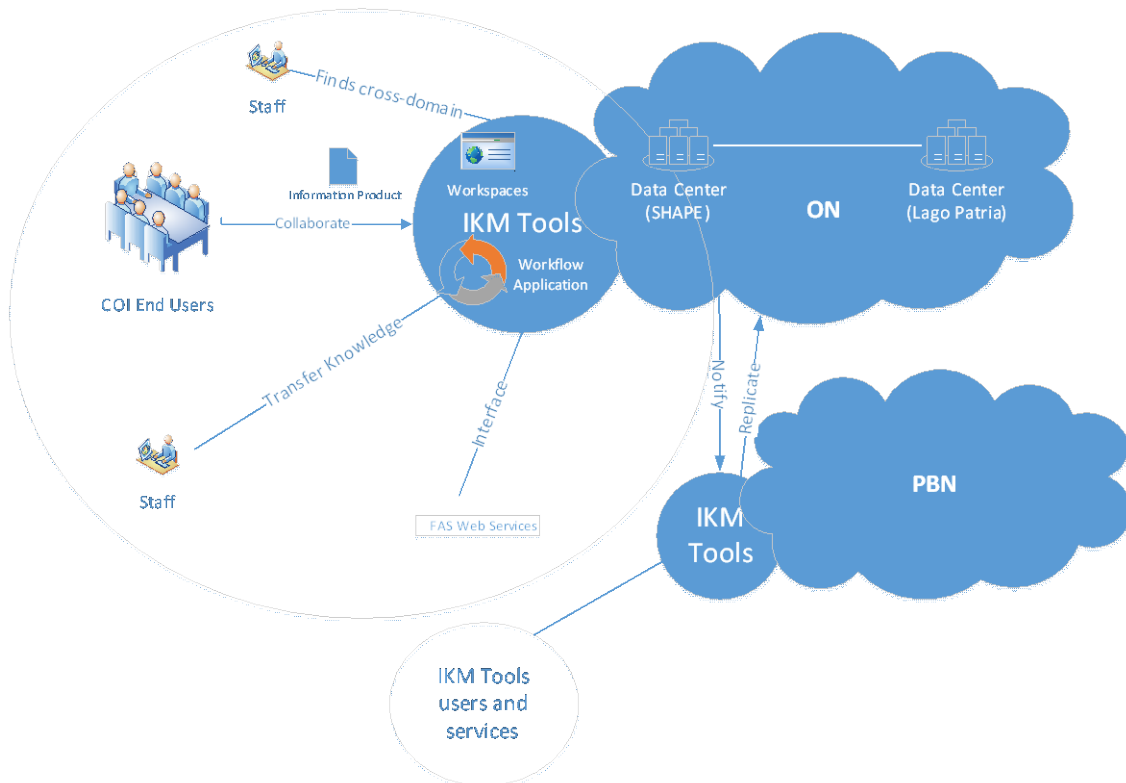 Staff
Finds cross-domain
Information Product
Collaborate
COI End Users
Workspaces
IKM Tools
Workflow
Application
Data Center
(SHAPE)
ON
Data Center
(Lago Patria)
Transfer Knowledge
Staff
Interface
FAS Web Services
Notify
Replicate
IKM
Tools
PBN
IKM Tools
users and
services